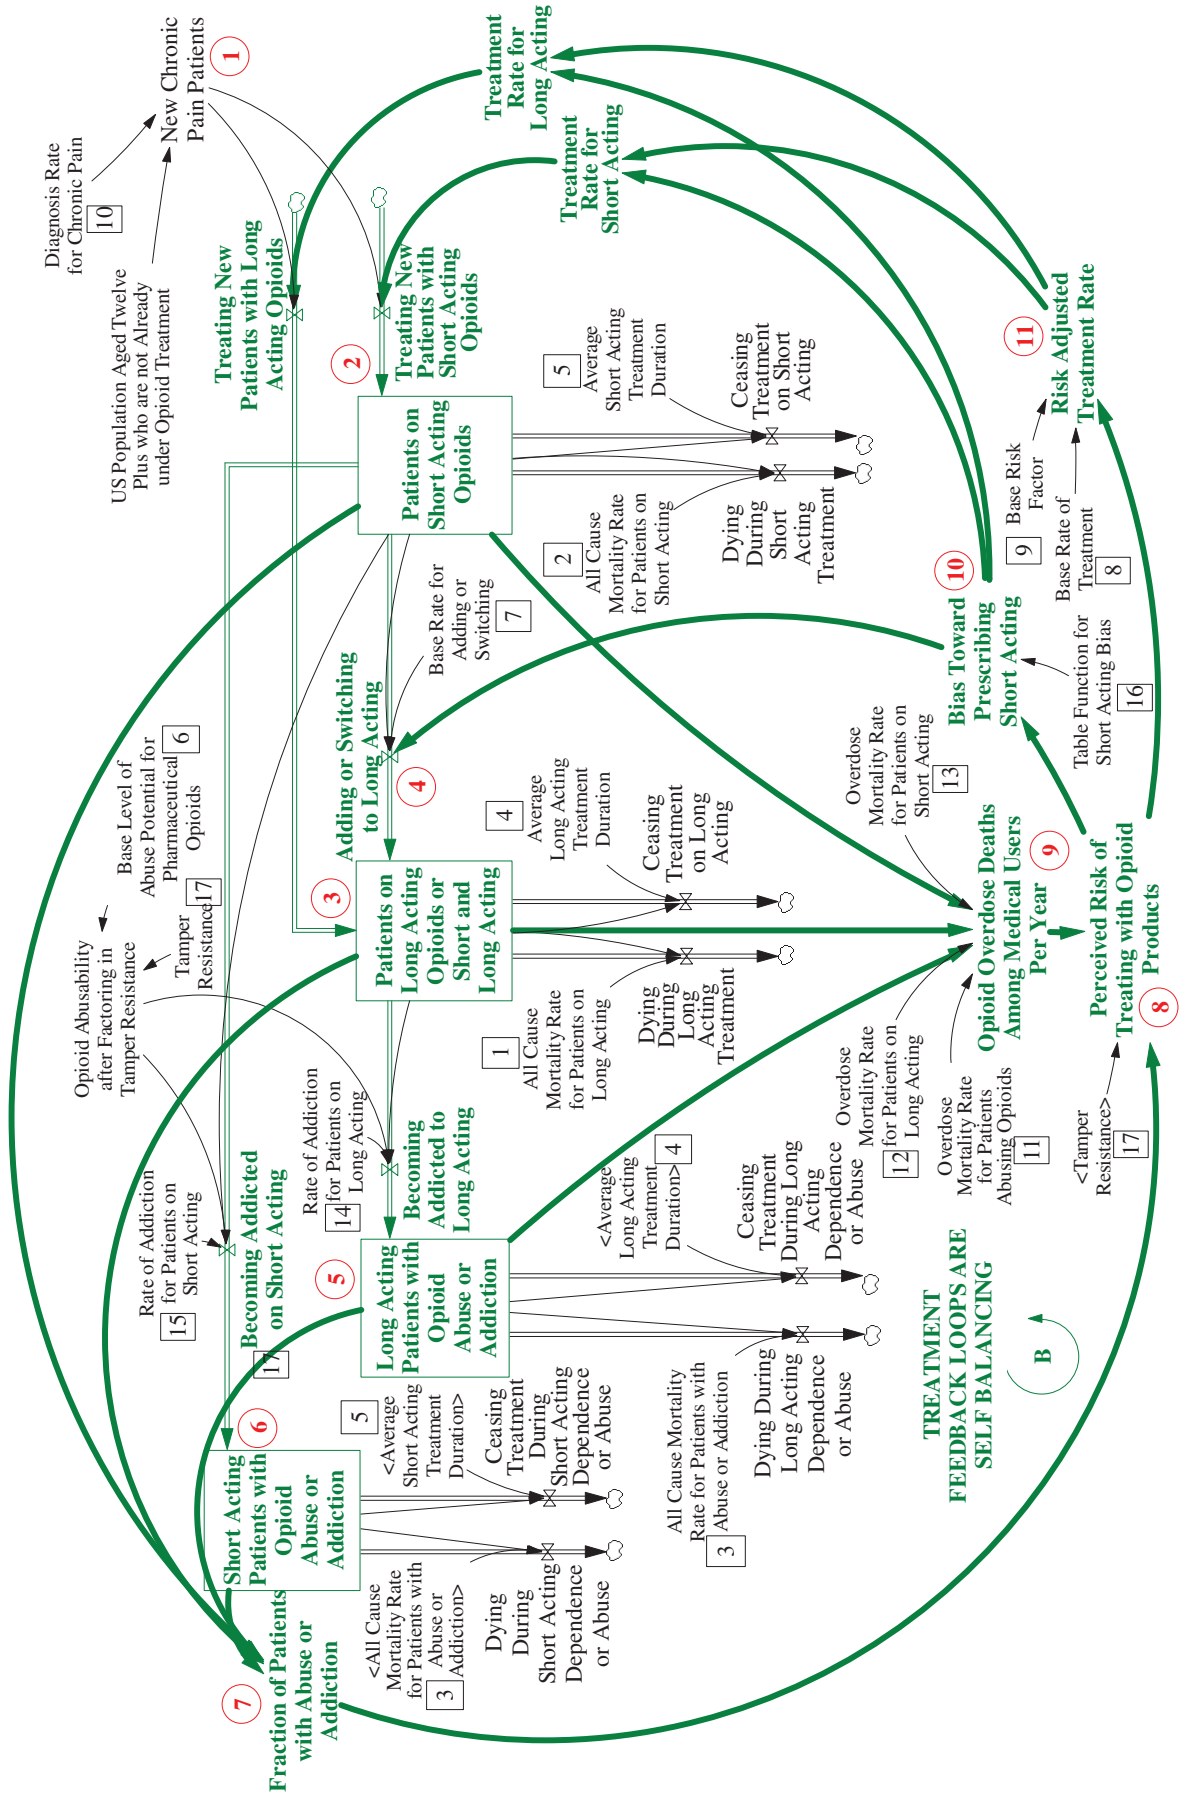 Diagnosis Rate
for Chronic Pain
10
New Chronic
Pain Patients
1
US Population Aged Twelve
Plus who are not Already
under Opioid Treatment
Treatment
Rate for
Long Acting
Treatment
Rate for
Short Acting
Treating New
Patients with Long
Acting Opioids
Treating New
Patients with
Short Acting
Opioids
2
Patients on
Short Acting
Opioids
5
Average
Short Acting
Treatment
Duration
Ceasing
Treatment
on Short
Acting
2
All Cause
Mortality Rate
for Patients on
Short Acting
Dying
During
Short
Acting
Treatment
Base Rate for
Adding or
Switching
7
Adding or Switching
to Long Acting
4
Base Level of
Abuse Potential for
Pharmaceutical
Opioids
6
Opioid Abusability
after Factoring in
Tamper Resistance
Tamper
Resistance
17
3
Patients on
Long Acting
Opioids or
Short and
Long Acting
4
Average
Long Acting
Treatment
Duration
Ceasing
Treatment
on Long
Acting
1
All Cause
Mortality Rate
for Patients on
Long Acting
Dying
During
Long
Acting
Treatment
Rate of Addiction
for Patients on
Long Acting
14
Becoming
Addicted to
Long Acting
Rate of Addiction
for Patients on
Short Acting
15
Becoming Addicted
on Short Acting
17
5
Long Acting
Patients with
Opioid
Abuse or
Addiction
<Average
Long Acting
Treatment
Duration>
4
Ceasing
Treatment
During Long
Acting
Dependence
or Abuse
All Cause Mortality
Rate for Patients with
Abuse or Addiction
3
Dying During
Long Acting
Dependence
or Abuse
6
Short Acting
Patients with
Opioid
Abuse or
Addiction
5
<Average
Short Acting
Treatment
Duration>
Ceasing
Treatment
During
Short Acting
Dependence
or Abuse
<All Cause
Mortality Rate
for Patients with
Abuse or
Addiction>
3
Dying
During
Short Acting
Dependence
or Abuse
7
Fraction of Patients
with Abuse or
Addiction
11
Risk Adjusted
Treatment Rate
9
Base Risk
Factor
Base Rate of
Treatment
8
10
Bias Toward
Prescribing
Short Acting
Table Function for
Short Acting Bias
16
Overdose
Mortality Rate
for Patients on
Short Acting
13
Opioid Overdose Deaths
Among Medical Users
Per Year
9
Overdose
Mortality Rate
for Patients on
Long Acting
12
Overdose
Mortality Rate
for Patients
Abusing Opioids
11
Perceived Risk of
Treating with Opioid
Products
8
<Tamper
Resistance>
17
TREATMENT
FEEDBACK LOOPS ARE
SELF BALANCING
B